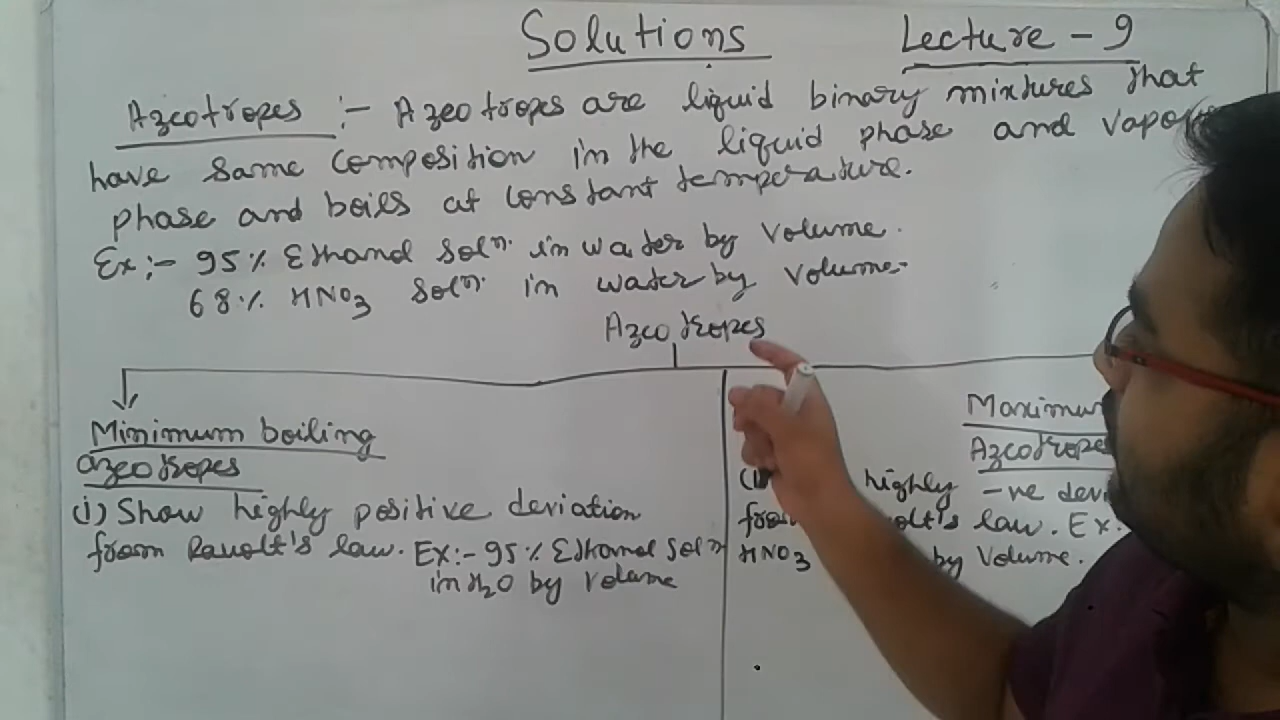 Solutions Lecture - 9
Azeotropes :- Azeotropes are liquid binary mixtures that
have same composition in the liquid phase and vapour
phase and boils at constant temperature.
Ex:- 95% Ethanol solⁿ. in water by volume.
68% HNO3 solⁿ. in water by volume.
Azeotropes
Minimum boiling
azeotropes
(i) Show highly positive deviation
from Raoult's law. Ex:- 95% Ethanol solⁿ
in H2O by volume
Maximu
Azeotrope
highly -ve devi
law. Ex.
HNO3 by Volume.